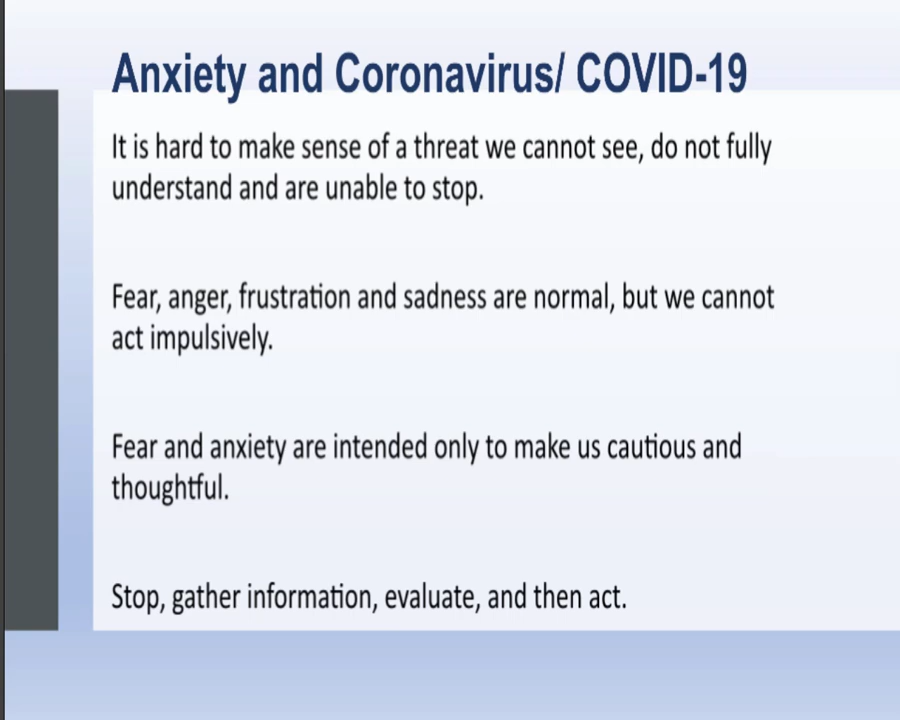 Anxiety and Coronavirus/ COVID-19
It is hard to make sense of a threat we cannot see, do not fully
understand and are unable to stop.
Fear, anger, frustration and sadness are normal, but we cannot
act impulsively.
Fear and anxiety are intended only to make us cautious and
thoughtful.
Stop, gather information, evaluate, and then act.